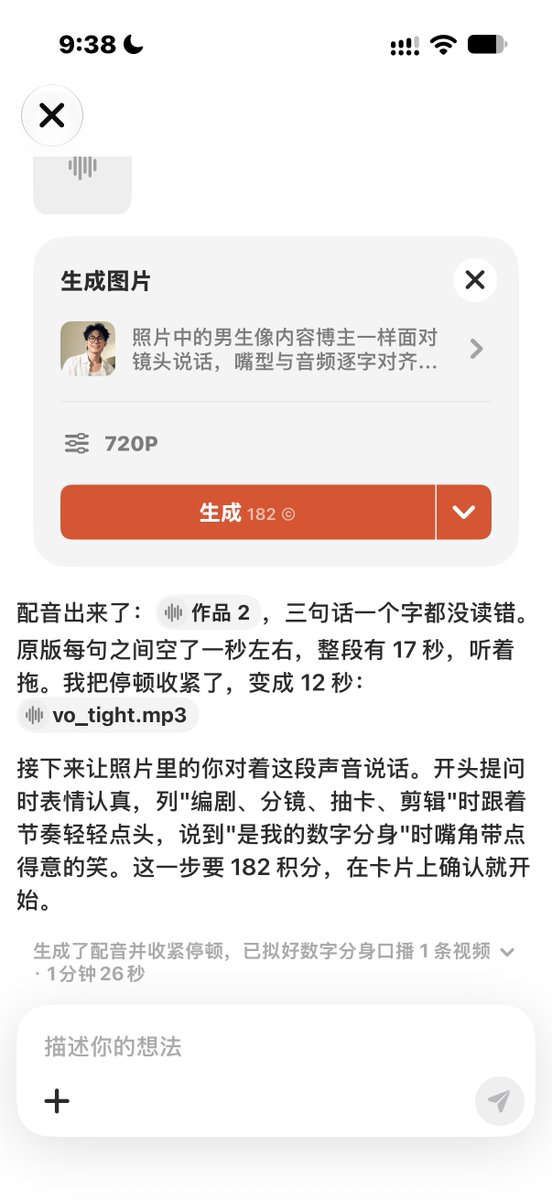 9:38
生成图片
照片中的男生像内容博主一样面对
镜头说话，嘴型与音频逐字对齐...
720P
生成 182 ©
配音出来了： 作品 2 ，三句话一个字都没读错。
原版每句之间空了一秒左右，整段有 17 秒，听着
拖。我把停顿收紧了，变成 12 秒：
vo_tight.mp3
接下来让照片里的你对着这段声音说话。开头提问
时表情认真，列"编剧、分镜、抽卡、剪辑"时跟着
节奏轻轻点头，说到"是我的数字分身"时嘴角带点
得意的笑。这一步要 182 积分，在卡片上确认就开
始。
生成了配音并收紧停顿，已拟好数字分身口播 1 条视频
· 1分钟 26秒
描述你的想法